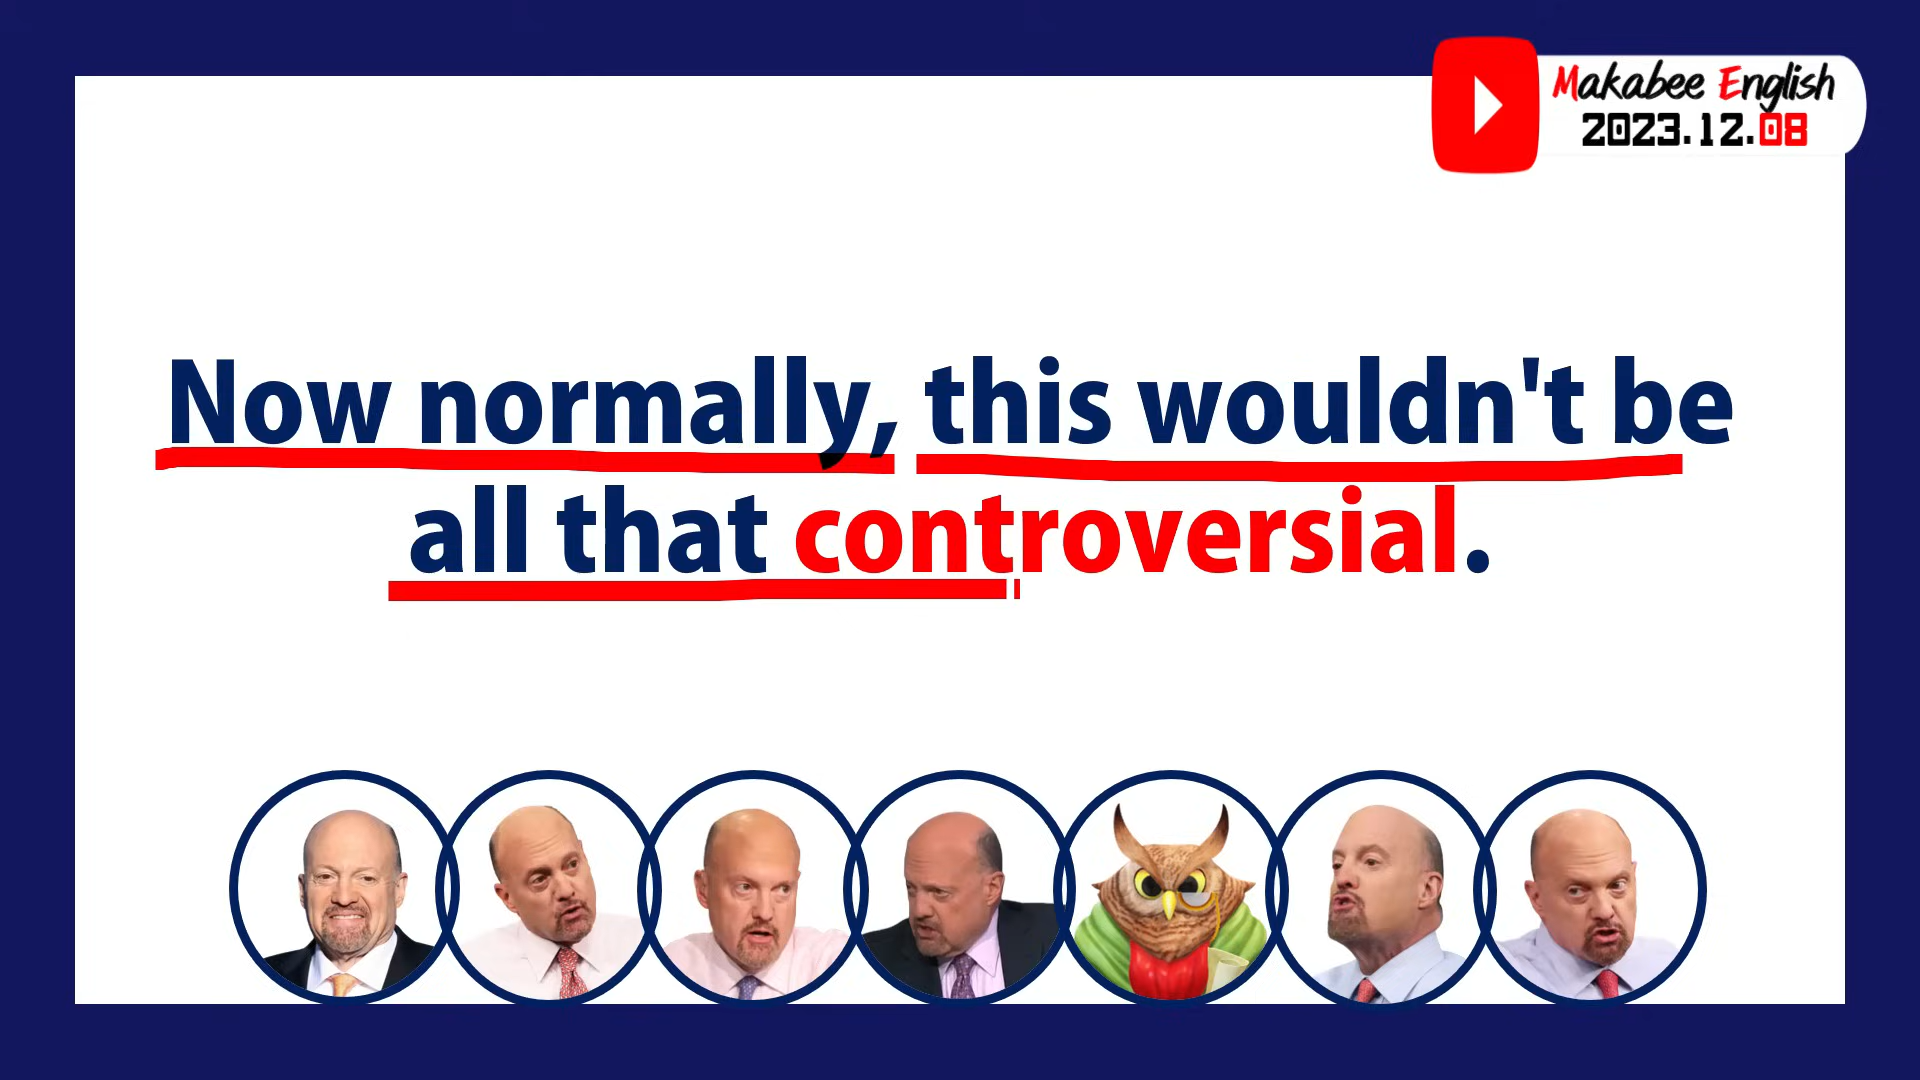 Makabee English
2023.12.08
Now normally, this wouldn't be
all that controversial.